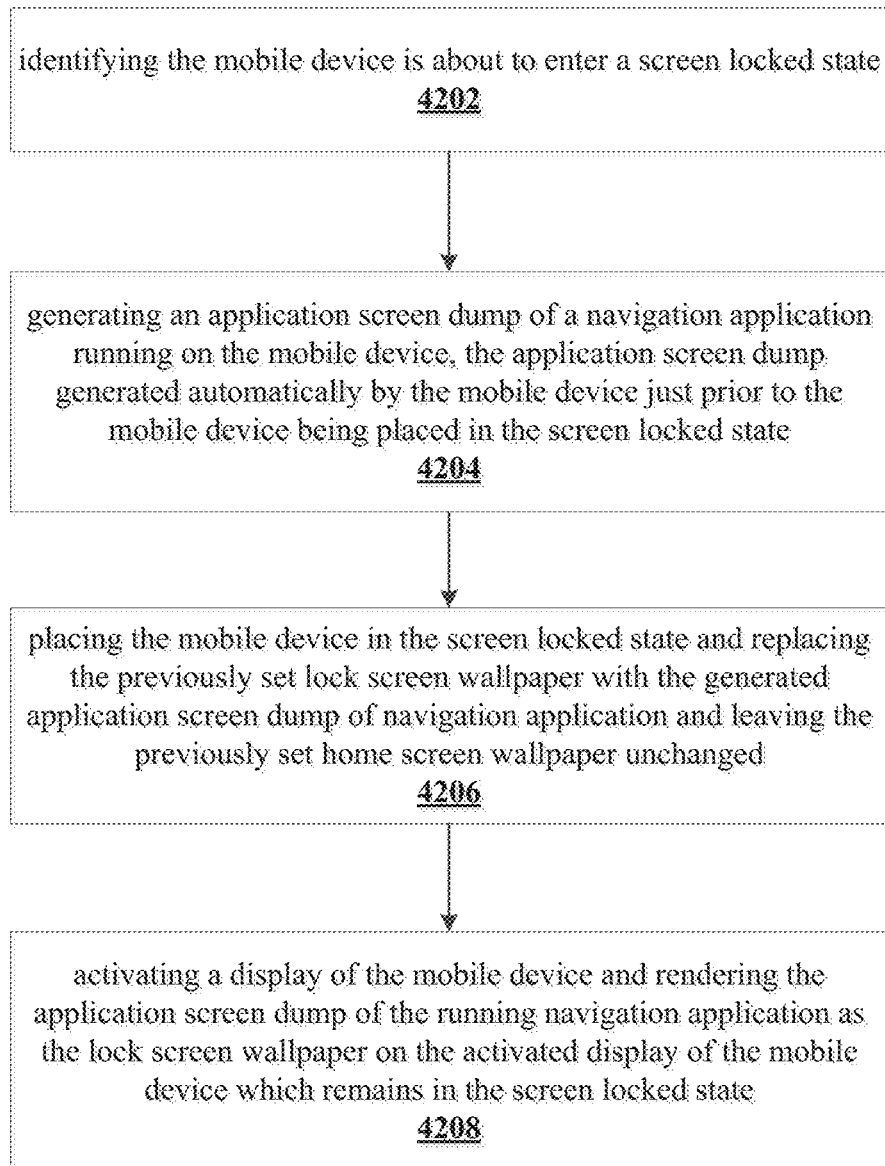 identifying the mobile device is about to enter a screen locked state
4202
generating an application screen dump of a navigation application
running on the mobile device, the application screen dump
generated automatically by the mobile device just prior to the
mobile device being placed in the screen locked state
4204
placing the mobile device in the screen locked state and replacing
the previously set lock screen wallpaper with the generated
application screen dump of navigation application and leaving the
previously set home screen wallpaper unchanged
4206
activating a display of the mobile device and rendering the
application screen dump of the running navigation application as
the lock screen wallpaper on the activated display of the mobile
device which remains in the screen locked state
4208